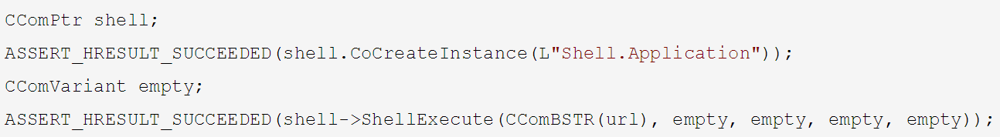 CComPtr shell;
ASSERT_HRESULT_SUCCEEDED(shell.CoCreateInstance(L"Shell.Application"));
CComVariant empty;
ASSERT_HRESULT_SUCCEEDED(shell->ShellExecute(CComBSTR(url), empty, empty, empty, empty));